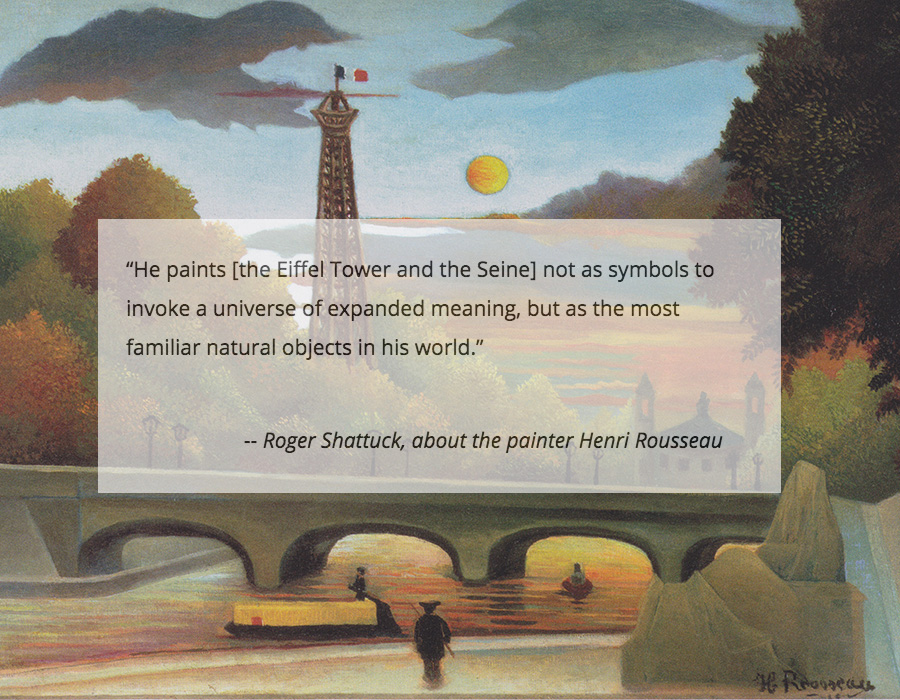 “He paints [the Eiffel Tower and the Seine] not as symbols to
invoke a universe of expanded meaning, but as the most
familiar natural objects in his world.”
-- Roger Shattuck, about the painter Henri Rousseau
H. Rousseau